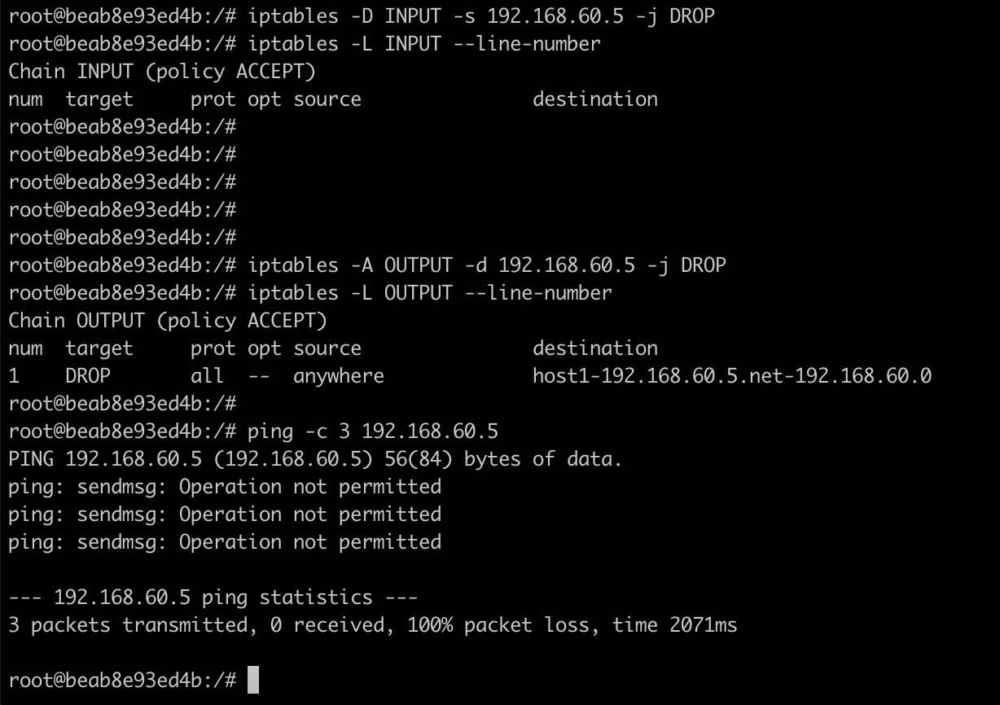 root@beab8e93ed4b:/# iptables -D INPUT -s 192.168.60.5 -j DROP
root@beab8e93ed4b:/# iptables -L INPUT --line-number
Chain INPUT (policy ACCEPT)
num  target     prot opt source               destination
root@beab8e93ed4b:/#
root@beab8e93ed4b:/#
root@beab8e93ed4b:/#
root@beab8e93ed4b:/#
root@beab8e93ed4b:/#
root@beab8e93ed4b:/# iptables -A OUTPUT -d 192.168.60.5 -j DROP
root@beab8e93ed4b:/# iptables -L OUTPUT --line-number
Chain OUTPUT (policy ACCEPT)
num  target     prot opt source               destination
1    DROP       all  --  anywhere             host1-192.168.60.5.net-192.168.60.0
root@beab8e93ed4b:/#
root@beab8e93ed4b:/# ping -c 3 192.168.60.5
PING 192.168.60.5 (192.168.60.5) 56(84) bytes of data.
ping: sendmsg: Operation not permitted
ping: sendmsg: Operation not permitted
ping: sendmsg: Operation not permitted

--- 192.168.60.5 ping statistics ---
3 packets transmitted, 0 received, 100% packet loss, time 2071ms

root@beab8e93ed4b:/#